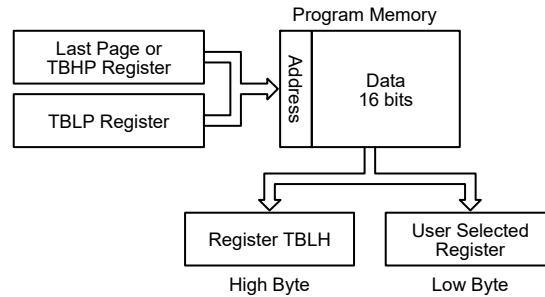 Program Memory
Last Page or
TBHP Register
TBLP Register
Address
Data
16 bits
Register TBLH
User Selected
Register
High Byte
Low Byte